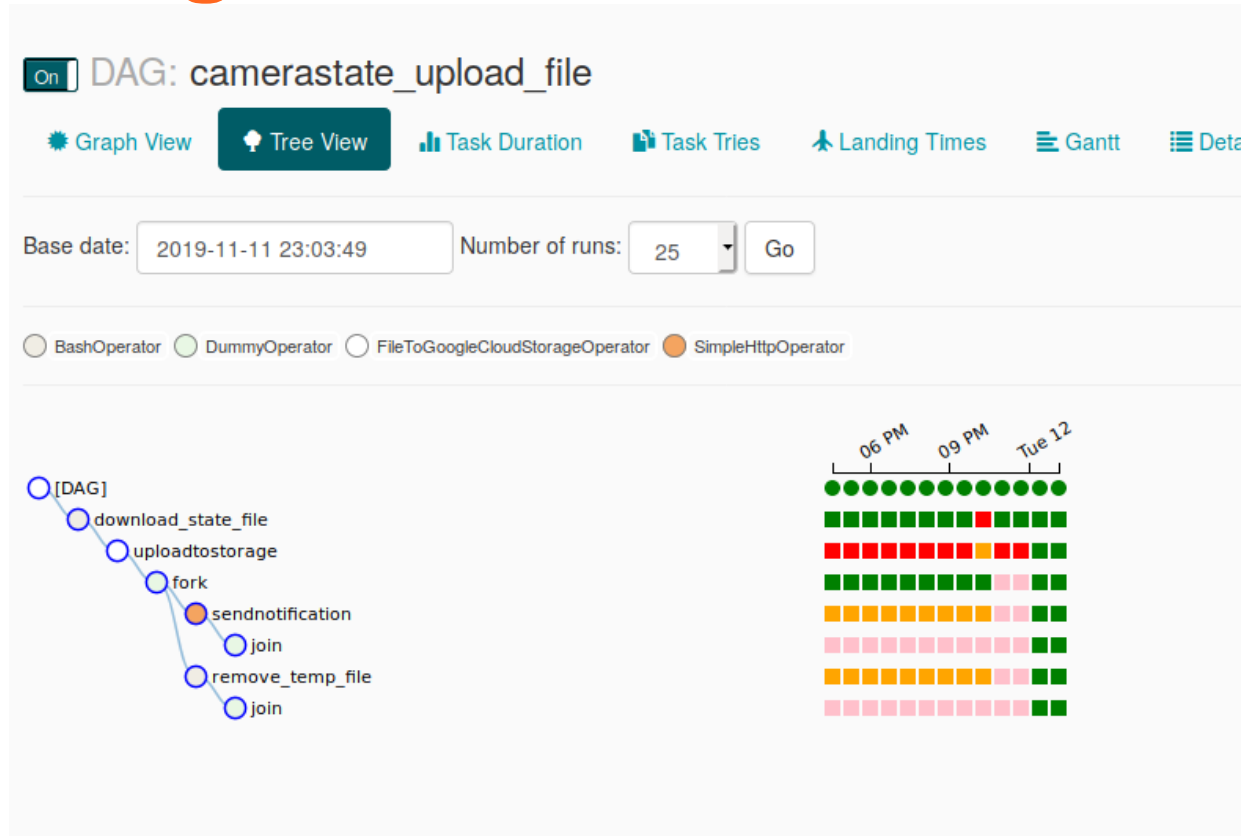 On DAG: camerastate_upload_file
Graph View Tree View Task Duration Task Tries Landing Times Gantt Deta
Base date: 2019-11-11 23:03:49 Number of runs: 25 Go
BashOperator DummyOperator FileToGoogleCloudStorageOperator SimpleHttpOperator
06 PM 09 PM Tue 12
[DAG]
download_state_file
uploadtostorage
fork
sendnotification
join
remove_temp_file
join